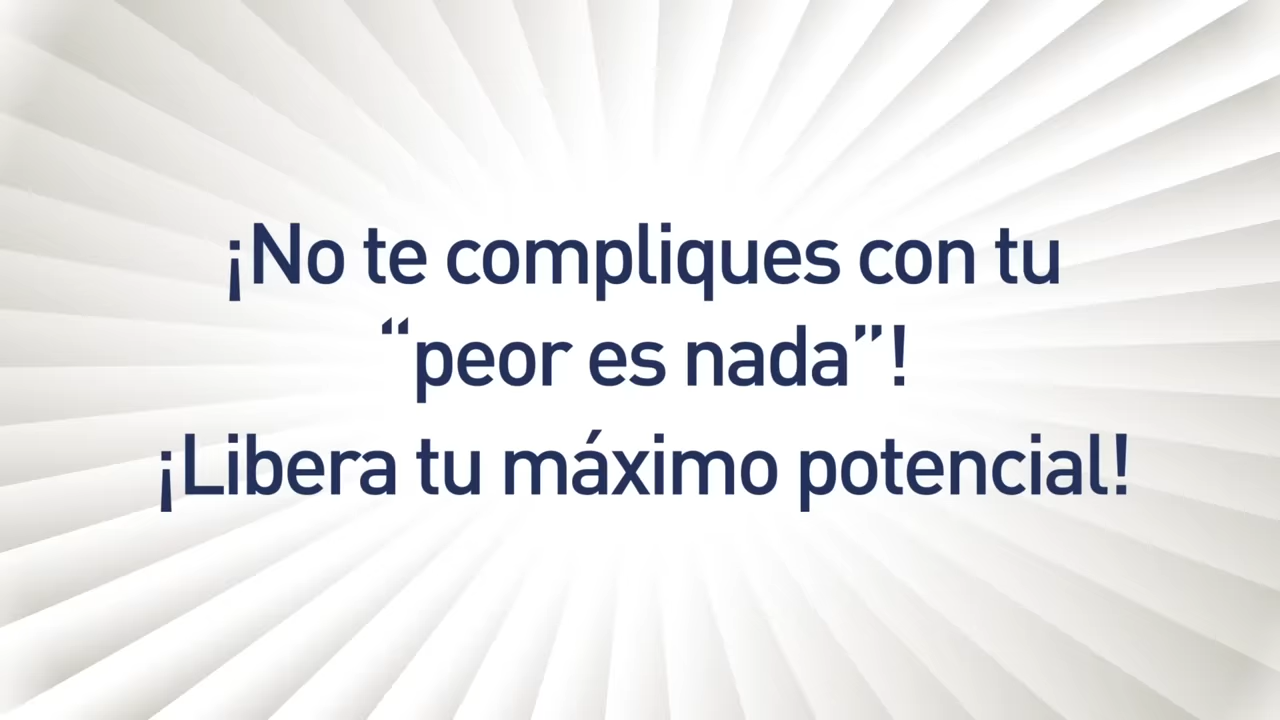 ¡No te compliques con tu
“peor es nada”!
¡Libera tu máximo potencial!